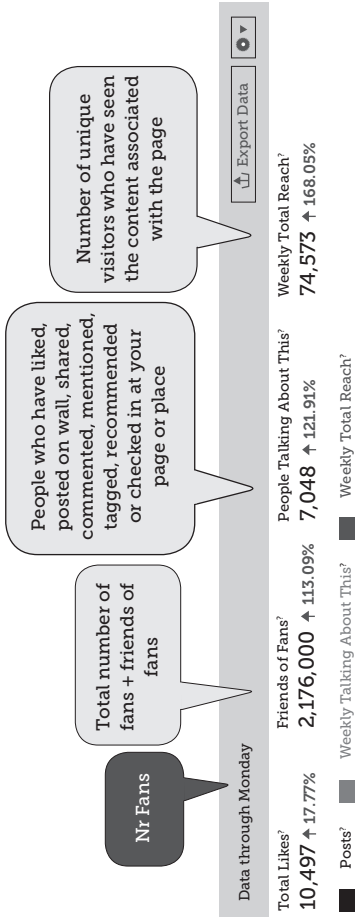 Nr Fans
Total number of
fans + friends of
fans
People who have liked,
posted on wall, shared,
commented, mentioned,
tagged, recommended
or checked in at your
page or place
Number of unique
visitors who have seen
the content associated
with the page
Data through Monday
Export Data
Total Likes?
10,497 ↑ 17.77%
Friends of Fans?
2,176,000 ↑ 113.09%
People Talking About This?
7,048 ↑ 121.91%
Weekly Total Reach?
74,573 ↑ 168.05%
Posts?
Weekly Talking About This?
Weekly Total Reach?